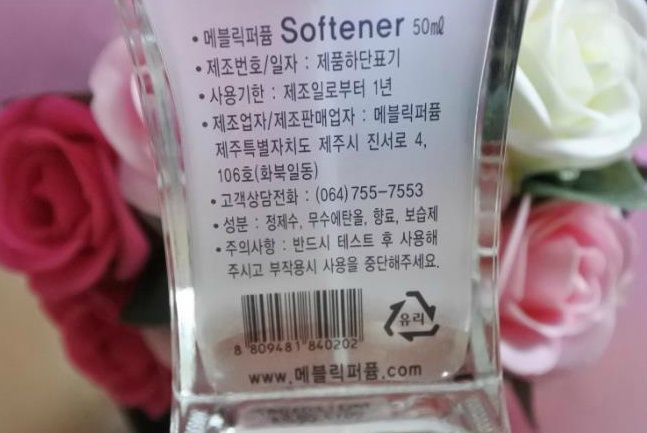 • 메블릭퍼퓸 Softener 50㎖
• 제조번호/일자 : 제품하단표기
• 사용기한 : 제조일로부터 1년
• 제조업자/제조판매업자 : 메블릭퍼퓸
제주특별자치도 제주시 진서로 4,
106호(화북일동)
• 고객상담전화 : (064)755-7553
• 성분 : 정제수, 무수에탄올, 향료, 보습제
• 주의사항 : 반드시 테스트 후 사용해
주시고 부작용시 사용을 중단해주세요.
유리
8 809481 840202
www.메블릭퍼퓸.com